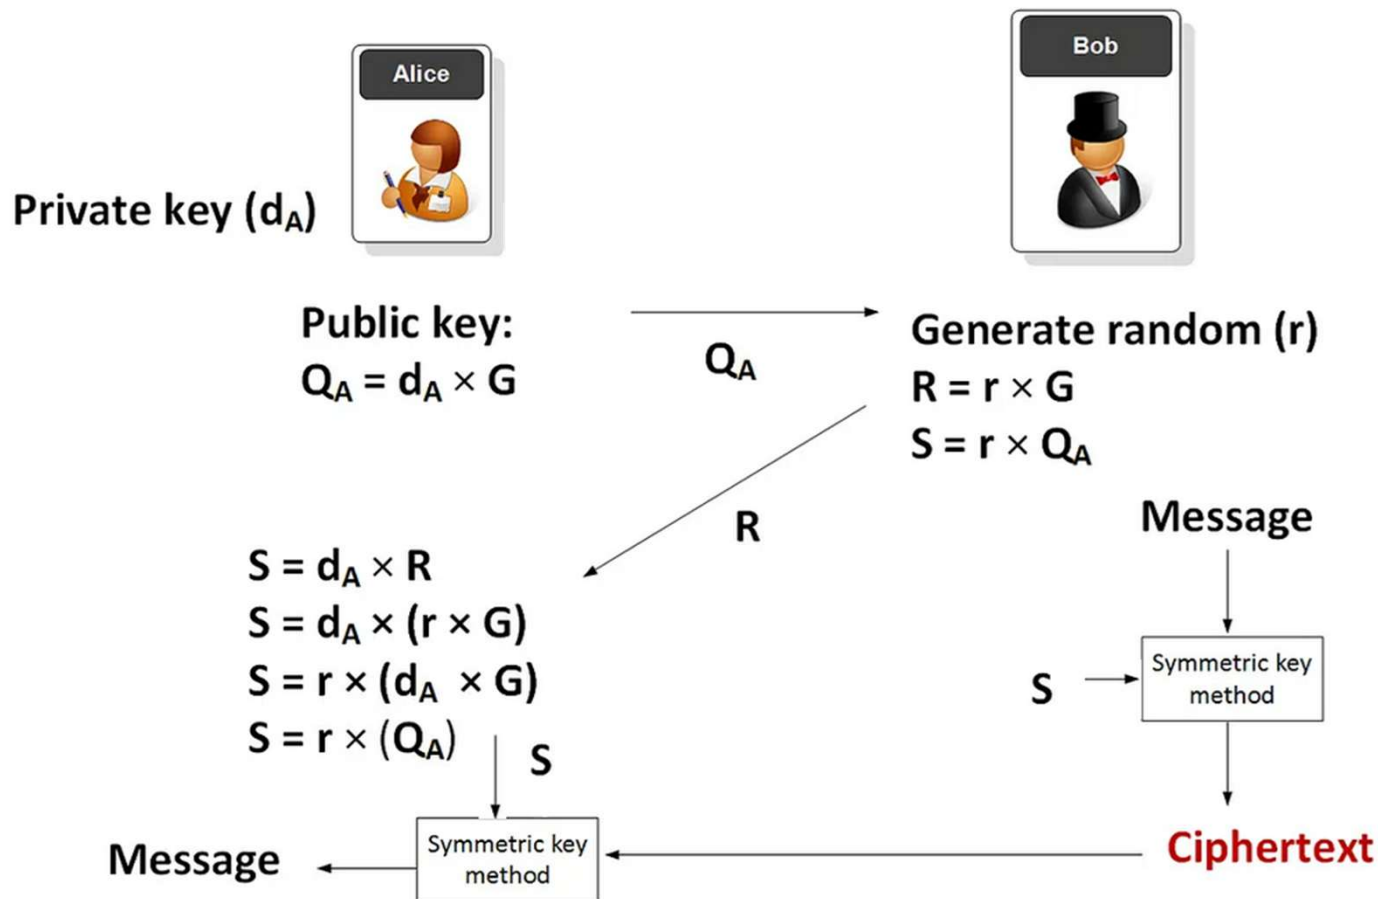 Alice
Bob
Private key (dA)
Public key:
QA = dA × G
QA
Generate random (r)
R = r × G
S = r × QA
R
Message
S = dA × R
S = dA × (r × G)
S = r × (dA × G)
S = r × (QA)
S
S
Symmetric key
method
Ciphertext
Symmetric key
method
Message